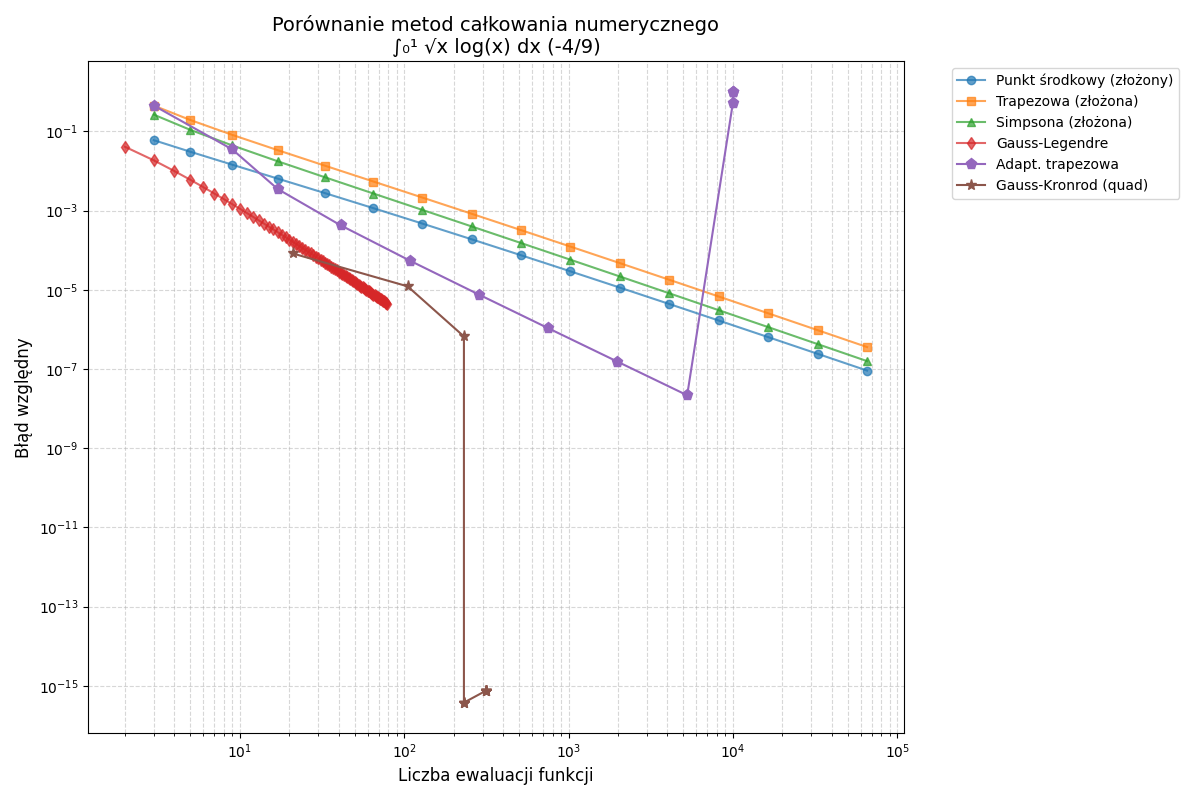 Porównanie metod całkowania numerycznego
∫₀¹ √x log(x) dx (-4/9)
Błąd względny
10⁻¹
10⁻³
10⁻⁵
10⁻⁷
10⁻⁹
10⁻¹¹
10⁻¹³
10⁻¹⁵
10¹
10²
10³
10⁴
10⁵
Liczba ewaluacji funkcji
Punkt środkowy (złożony)
Trapezowa (złożona)
Simpsona (złożona)
Gauss-Legendre
Adapt. trapezowa
Gauss-Kronrod (quad)